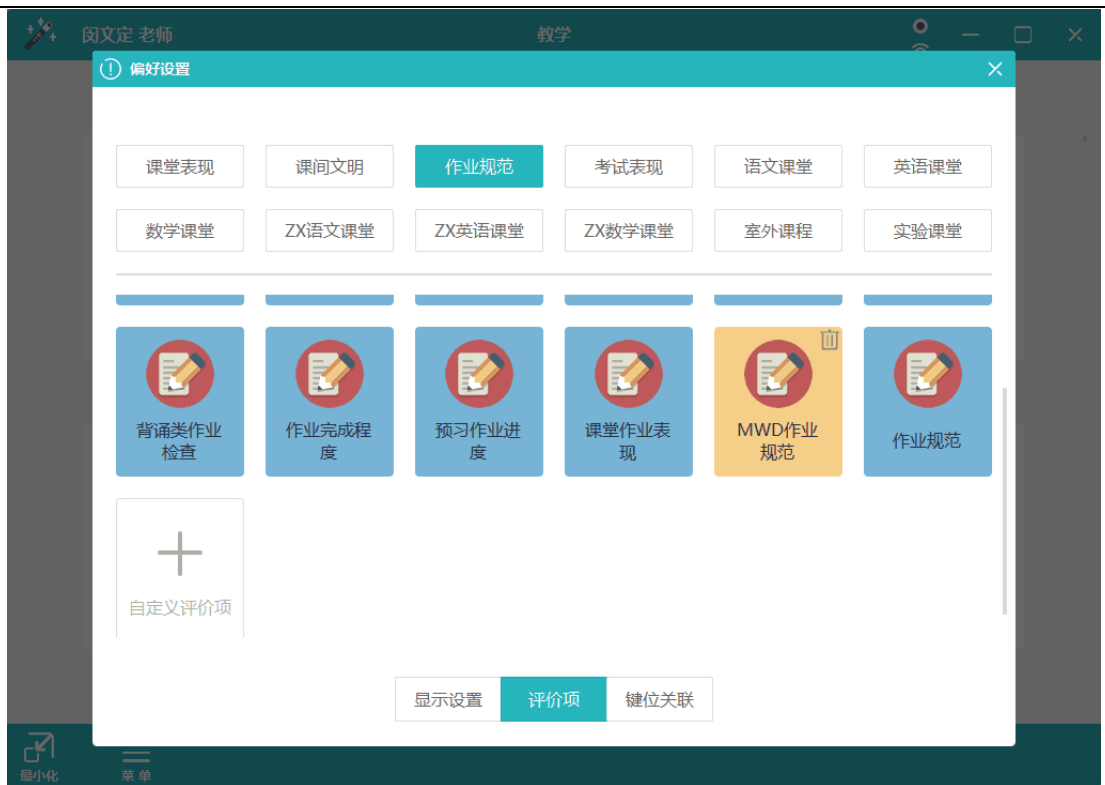 闵文定 老师
教学
偏好设置
课堂表现
课间文明
作业规范
考试表现
语文课堂
英语课堂
数学课堂
ZX语文课堂
ZX英语课堂
ZX数学课堂
室外课程
实验课堂
背诵类作业
检查
作业完成程
度
预习作业进
度
课堂作业表
现
MWD作业
规范
作业规范
自定义评价项
显示设置
评价项
键位关联
最小化
菜单